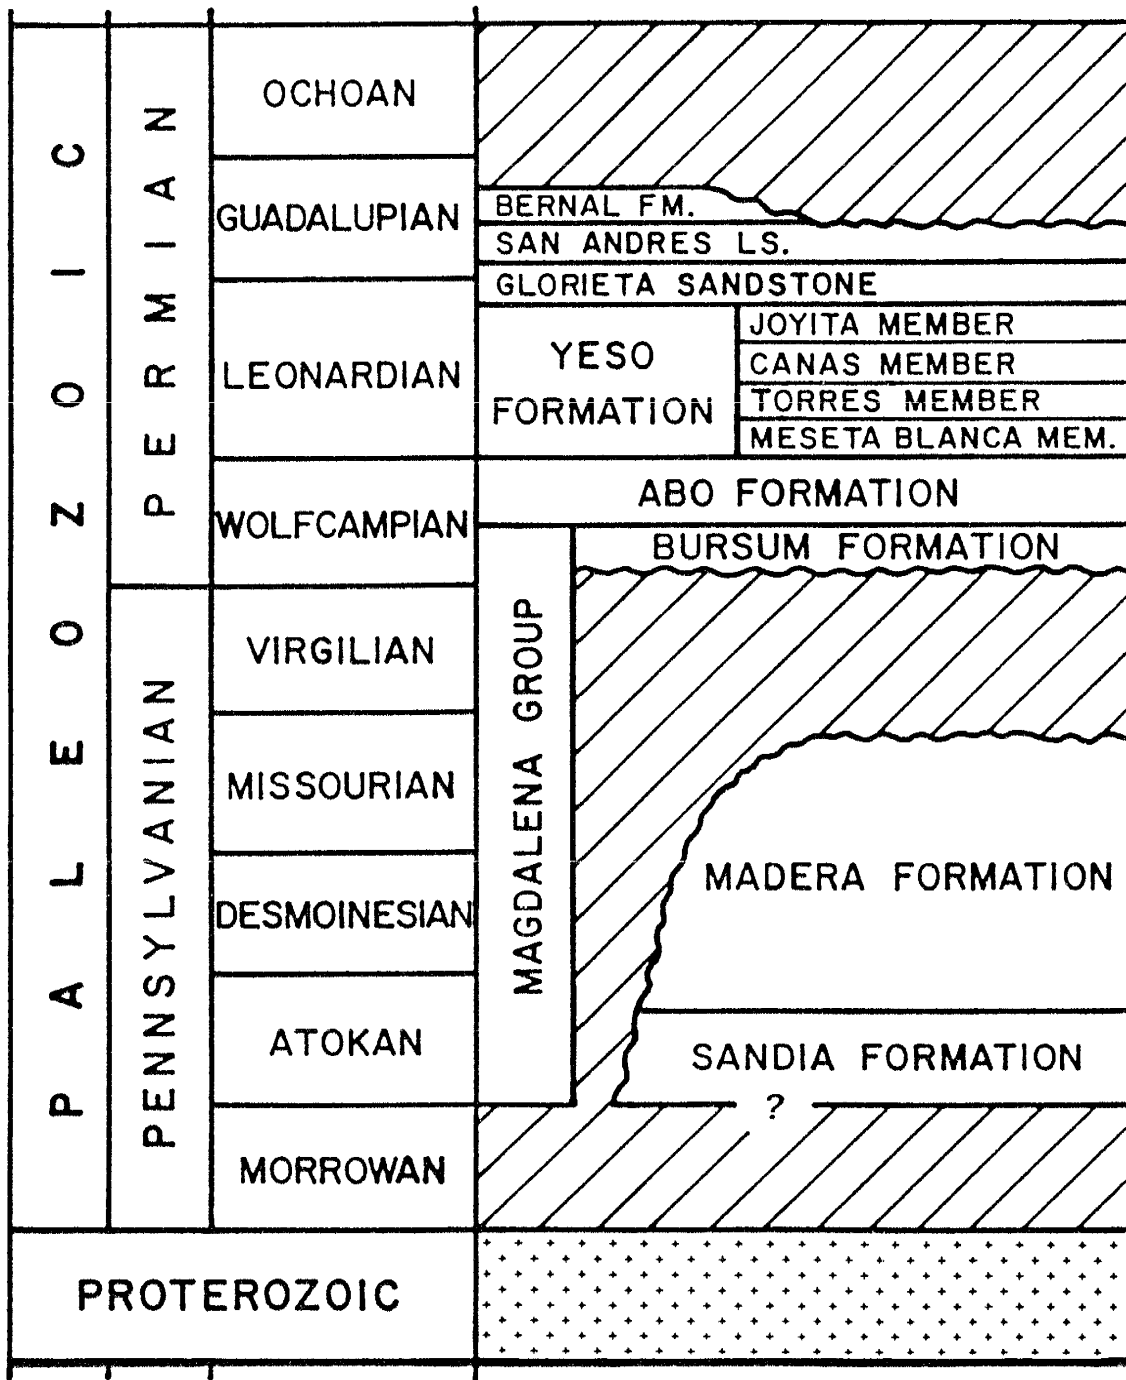 PALEOZOIC
PERMIAN
OCHOAN
GUADALUPIAN
BERNAL FM.
SAN ANDRES LS.
GLORIETA SANDSTONE
LEONARDIAN
YESO
FORMATION
JOYITA MEMBER
CANAS MEMBER
TORRES MEMBER
MESETA BLANCA MEM.
WOLFCAMPIAN
ABO FORMATION
BURSUM FORMATION
MAGDALENA GROUP
PENNSYLVANIAN
VIRGILIAN
MISSOURIAN
DESMOINESIAN
MADERA FORMATION
ATOKAN
SANDIA FORMATION
?
MORROWAN
PROTEROZOIC